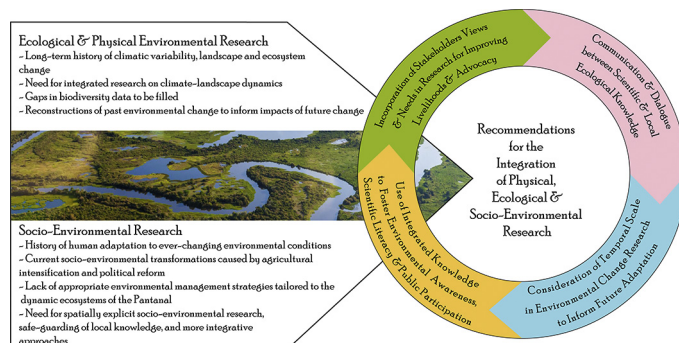 Ecological & Physical Environmental Research
~ Long-term history of climatic variability, landscape and ecosystem
change
~ Need for integrated research on climate-landscape dynamics
~ Gaps in biodiversity data to be filled
~ Reconstructions of past environmental change to inform impacts of future change
Socio-Environmental Research
~ History of human adaptation to ever-changing environmental conditions
~ Current socio-environmental transformations caused by agricultural
intensification and political reform
~ Lack of appropriate environmental management strategies tailored to the
dynamic ecosystems of the Pantanal
~ Need for spatially explicit socio-environmental research,
safe-guarding of local knowledge, and more integrative
approaches
Incorporation of Stakeholders Views
& Needs in Research for Improving
Livelihoods & Advocacy
Communication & Dialogue
between Scientific & Local
Ecological Knowledge
Consideration of Temporal Scale
in Environmental Change Research
to Inform Future Adaptation
Use of Integrated Knowledge
to Foster Environmental Awareness,
Scientific Literacy & Public Participation
Recommendations
for the
Integration
of Physical,
Ecological &
Socio-Environmental
Research